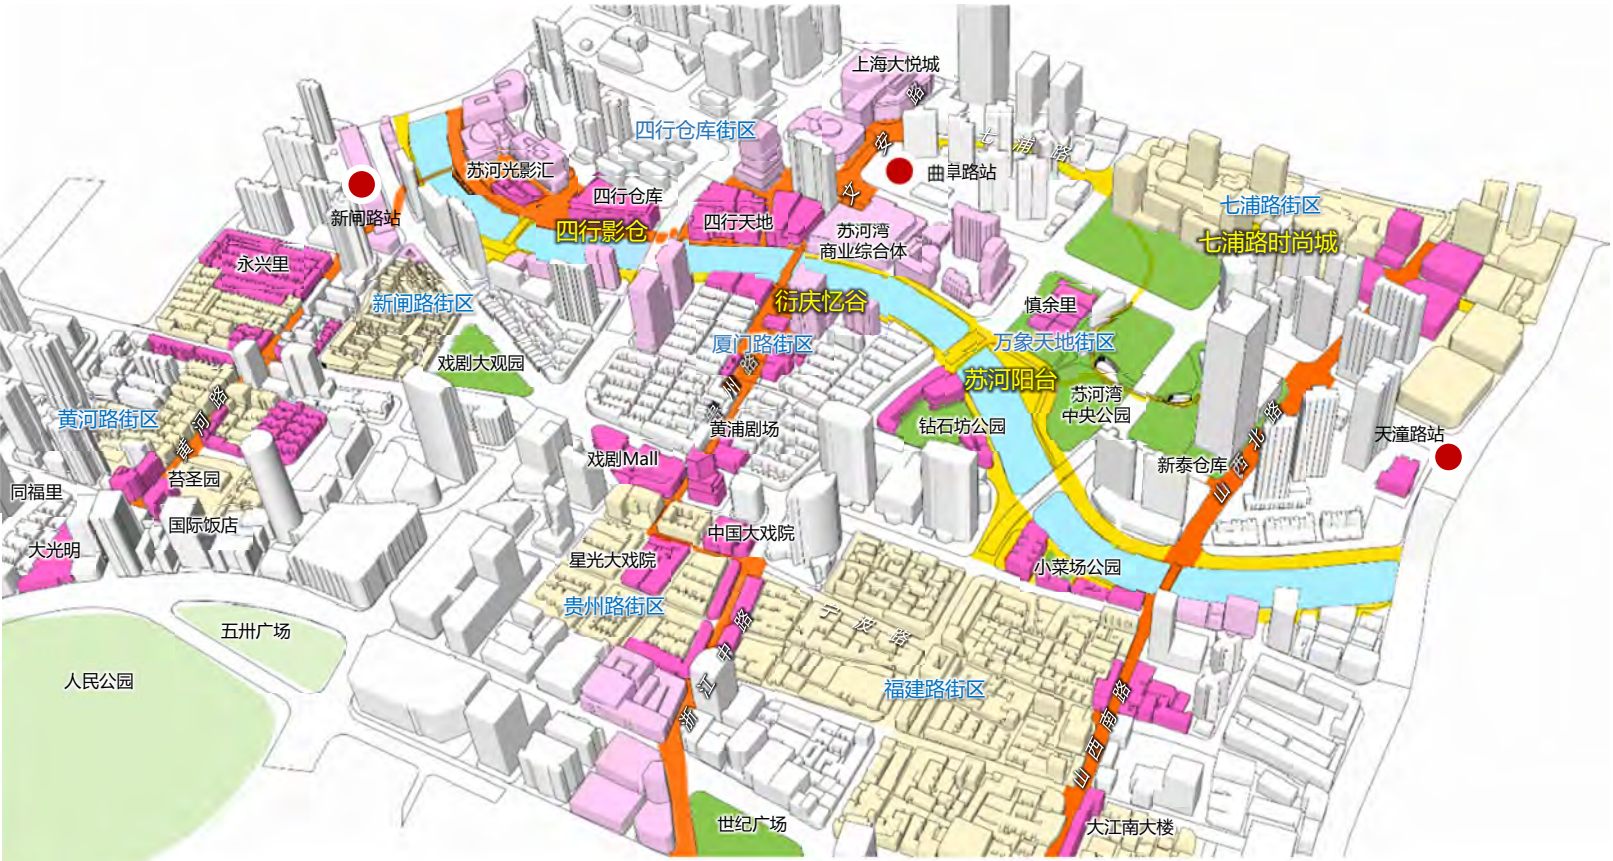 上海大悦城
四行仓库街区
文安路
七浦路
苏河光影汇
曲阜路站
新闸路站
四行仓库
四行天地
四行影仓
苏河湾
商业综合体
七浦路街区
七浦路时尚城
永兴里
新闸路街区
衍庆忆谷
慎余里
厦门路街区
万象天地街区
戏剧大观园
苏河阳台
苏河湾
中央公园
黄河路街区
黄河路
州路
黄浦剧场
钻石坊公园
天潼路站
山西北路
戏剧Mall
新泰仓库
苔圣园
同福里
国际饭店
中国大戏院
大光明
星光大戏院
小菜场公园
贵州路街区
宁波路
五卅广场
浙江中路
人民公园
福建路街区
山西南路
世纪广场
大江南大楼